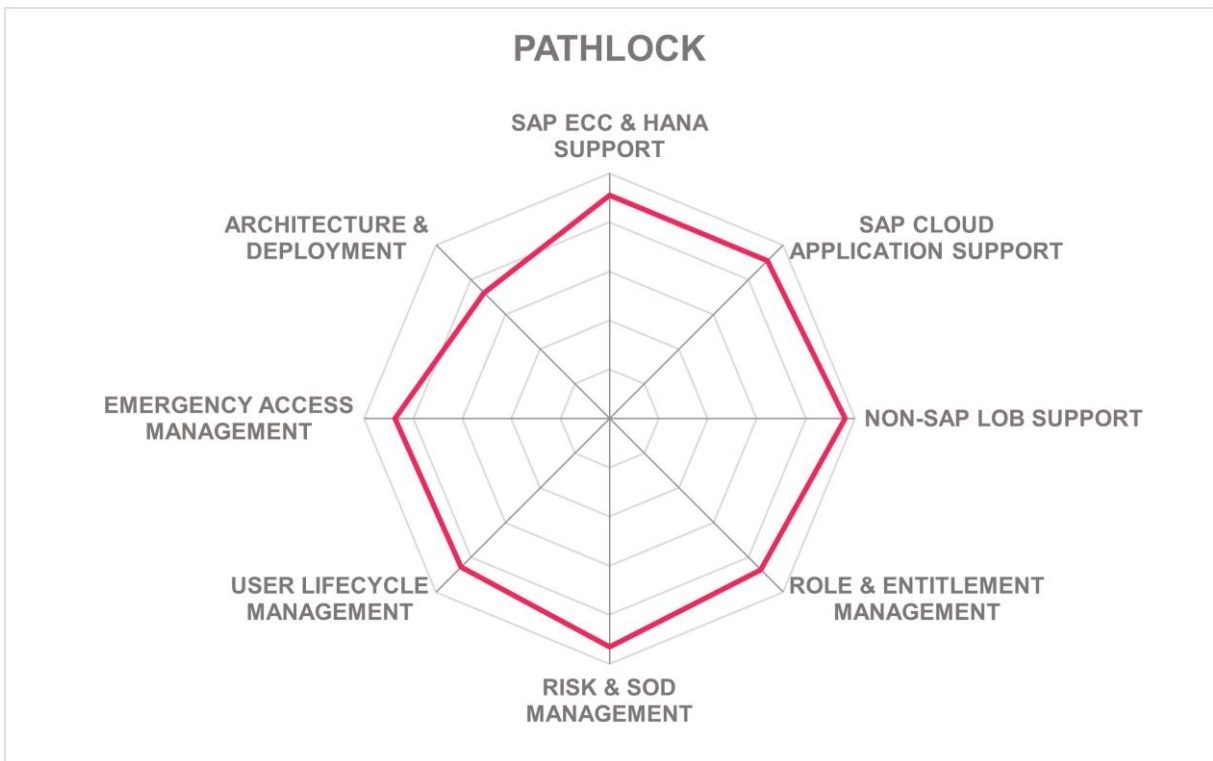 PATHLOCK
SAP ECC & HANA
SUPPORT
SAP CLOUD
APPLICATION SUPPORT
NON-SAP LOB SUPPORT
ROLE & ENTITLEMENT
MANAGEMENT
RISK & SOD
MANAGEMENT
USER LIFECYCLE
MANAGEMENT
EMERGENCY ACCESS
MANAGEMENT
ARCHITECTURE &
DEPLOYMENT